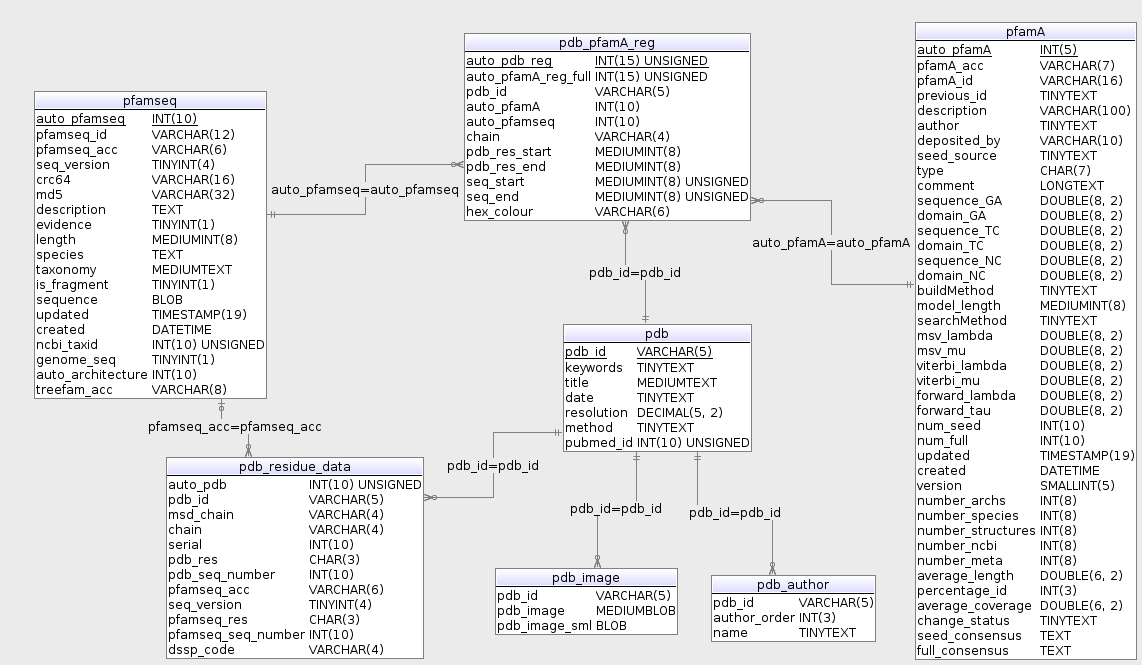 pfamseq
auto_pfamseq INT(10)
pfamseq_id VARCHAR(12)
pfamseq_acc VARCHAR(6)
seq_version TINYINT(4)
crc64 VARCHAR(16)
md5 VARCHAR(32)
description TEXT
evidence TINYINT(1)
length MEDIUMINT(8)
species TEXT
taxonomy MEDIUMTEXT
is_fragment TINYINT(1)
sequence BLOB
updated TIMESTAMP(19)
created DATETIME
ncbi_taxid INT(10) UNSIGNED
genome_seq TINYINT(1)
auto_architecture INT(10)
treefam_acc VARCHAR(8)
auto_pfamseq=auto_pfamseq
pdb_pfamA_reg
auto_pdb_reg INT(15) UNSIGNED
auto_pfamA_reg_full INT(15) UNSIGNED
pdb_id VARCHAR(5)
auto_pfamA INT(10)
auto_pfamseq INT(10)
chain VARCHAR(4)
pdb_res_start MEDIUMINT(8)
pdb_res_end MEDIUMINT(8)
seq_start MEDIUMINT(8) UNSIGNED
seq_end MEDIUMINT(8) UNSIGNED
hex_colour VARCHAR(6)
auto_pfamA=auto_pfamA
pfamA
auto_pfamA INT(5)
pfamA_acc VARCHAR(7)
pfamA_id VARCHAR(16)
previous_id TINYTEXT
description VARCHAR(100)
author TINYTEXT
deposited_by VARCHAR(10)
seed_source TINYTEXT
type CHAR(7)
comment LONGTEXT
sequence_GA DOUBLE(8, 2)
domain_GA DOUBLE(8, 2)
sequence_TC DOUBLE(8, 2)
domain_TC DOUBLE(8, 2)
sequence_NC DOUBLE(8, 2)
domain_NC DOUBLE(8, 2)
buildMethod TINYTEXT
model_length MEDIUMINT(8)
searchMethod TINYTEXT
msv_lambda DOUBLE(8, 2)
msv_mu DOUBLE(8, 2)
viterbi_lambda DOUBLE(8, 2)
viterbi_mu DOUBLE(8, 2)
forward_lambda DOUBLE(8, 2)
forward_tau DOUBLE(8, 2)
num_seed INT(10)
num_full INT(10)
updated TIMESTAMP(19)
created DATETIME
version SMALLINT(5)
number_archs INT(8)
number_species INT(8)
number_structures INT(8)
number_ncbi INT(8)
number_meta INT(8)
average_length DOUBLE(6, 2)
percentage_id INT(3)
average_coverage DOUBLE(6, 2)
change_status TINYTEXT
seed_consensus TEXT
full_consensus TEXT
pdb_id=pdb_id
pdb
pdb_id VARCHAR(5)
keywords TINYTEXT
title MEDIUMTEXT
date TINYTEXT
resolution DECIMAL(5, 2)
method TINYTEXT
pubmed_id INT(10) UNSIGNED
pfamseq_acc=pfamseq_acc
pdb_id=pdb_id
pdb_id=pdb_id
pdb_id=pdb_id
pdb_residue_data
auto_pdb INT(10) UNSIGNED
pdb_id VARCHAR(5)
msd_chain VARCHAR(4)
chain VARCHAR(4)
serial INT(10)
pdb_res CHAR(3)
pdb_seq_number INT(10)
pfamseq_acc VARCHAR(6)
seq_version TINYINT(4)
pfamseq_res CHAR(3)
pfamseq_seq_number INT(10)
dssp_code VARCHAR(4)
pdb_image
pdb_id VARCHAR(5)
pdb_image MEDIUMBLOB
pdb_image_sml BLOB
pdb_author
pdb_id VARCHAR(5)
author_order INT(3)
name TINYTEXT